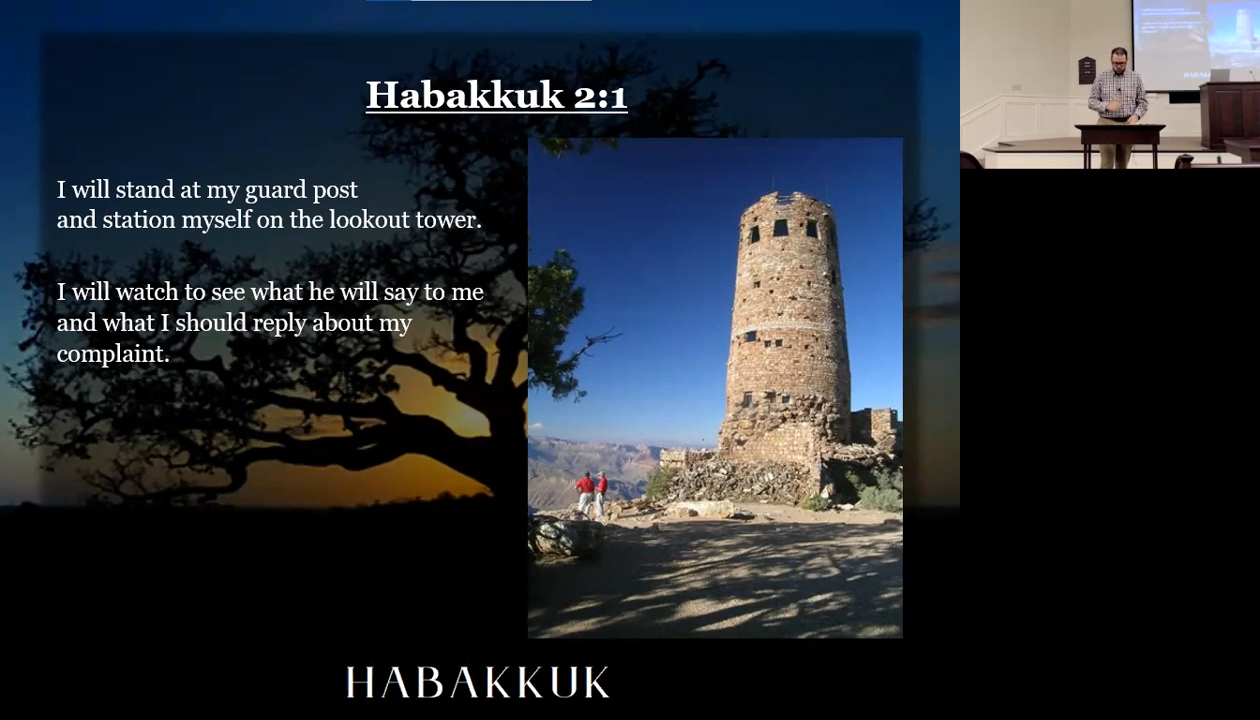 Habakkuk 2:1
I will stand at my guard post
and station myself on the lookout tower.
I will watch to see what he will say to me
and what I should reply about my
complaint.
HABAKKUK